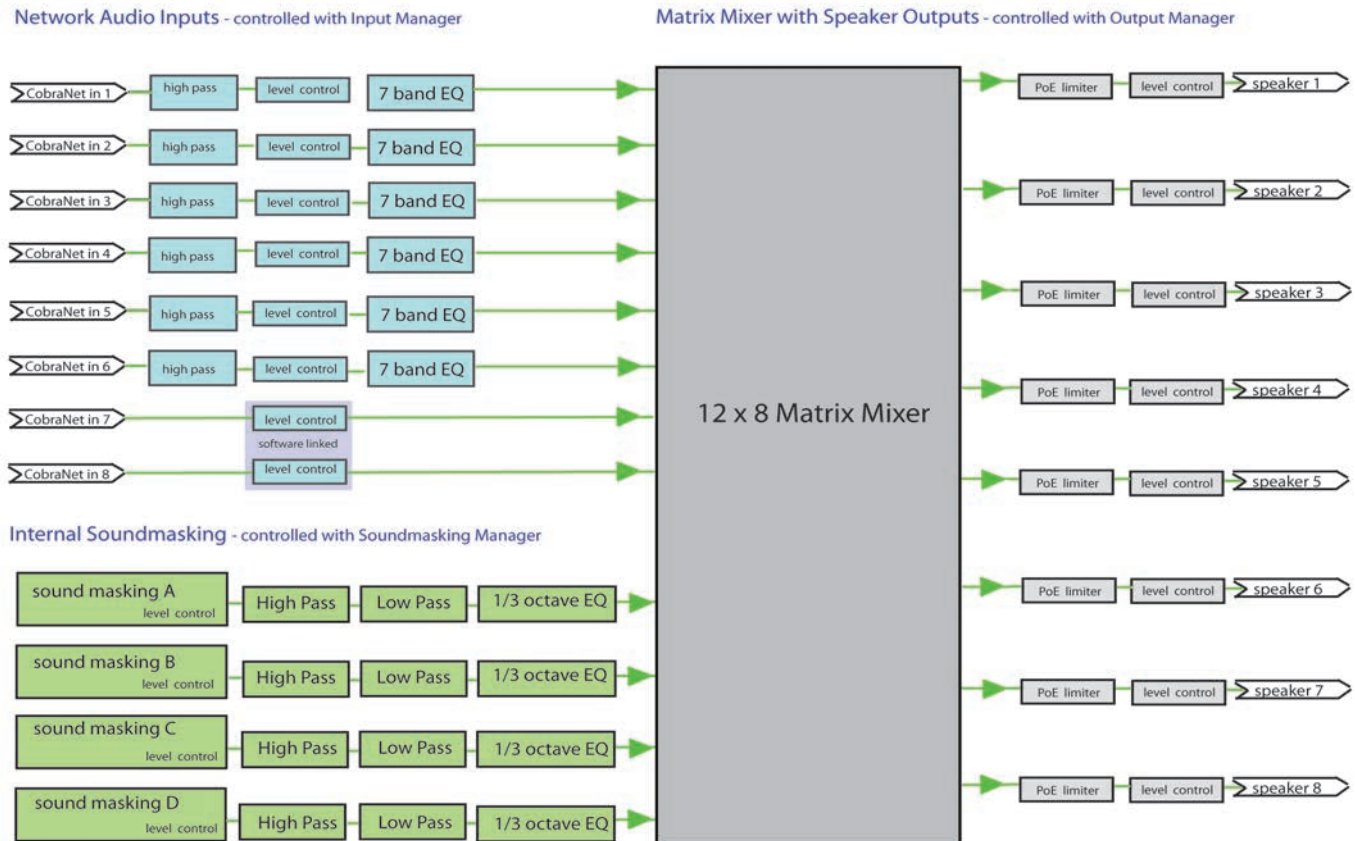 Network Audio Inputs - controlled with Input Manager
Matrix Mixer with Speaker Outputs - controlled with Output Manager
CobraNet in 1
high pass
level control
7 band EQ
CobraNet in 2
high pass
level control
7 band EQ
CobraNet in 3
high pass
level control
7 band EQ
CobraNet in 4
high pass
level control
7 band EQ
CobraNet in 5
high pass
level control
7 band EQ
CobraNet in 6
high pass
level control
7 band EQ
CobraNet in 7
level control
software linked
CobraNet in 8
level control
Internal Soundmasking - controlled with Soundmasking Manager
sound masking A
level control
High Pass
Low Pass
1/3 octave EQ
sound masking B
level control
High Pass
Low Pass
1/3 octave EQ
sound masking C
level control
High Pass
Low Pass
1/3 octave EQ
sound masking D
level control
High Pass
Low Pass
1/3 octave EQ
12 x 8 Matrix Mixer
PoE limiter
level control
speaker 1
PoE limiter
level control
speaker 2
PoE limiter
level control
speaker 3
PoE limiter
level control
speaker 4
PoE limiter
level control
speaker 5
PoE limiter
level control
speaker 6
PoE limiter
level control
speaker 7
PoE limiter
level control
speaker 8